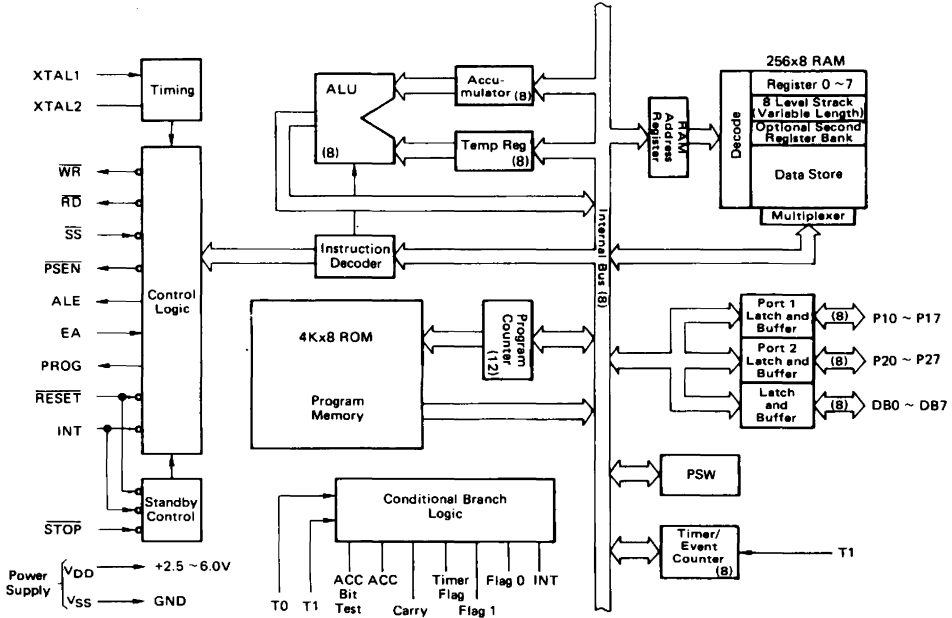 XTAL1
XTAL2
Timing
WR
RD
SS
PSEN
ALE
EA
PROG
RESET
INT
STOP
Control
Logic
Standby
Control
Power
Supply
VDD
+2.5 ~6.0V
VSS
GND
ALU
(8)
Accu-
mulator (8)
Temp Reg
(8)
Instruction
Decoder
4Kx8 ROM
Program
Memory
Program
Counter
(12)
Internal Bus (8)
RAM
Address
Register
256x8 RAM
Decode
Register 0 ~ 7
8 Level Strack
(Variable Length)
Optional Second
Register Bank
Data Store
Multiplexer
Port 1
Latch and
Buffer
(8)
P10 ~ P17
Port 2
Latch and
Buffer
(8)
P20 ~ P27
Latch
and
Buffer
(8)
DB0 ~ DB7
PSW
Timer/
Event
Counter
(8)
T1
Conditional Branch
Logic
T0
T1
ACC
Bit
Test
ACC
Carry
Timer
Flag
Flag 1
Flag 0
INT